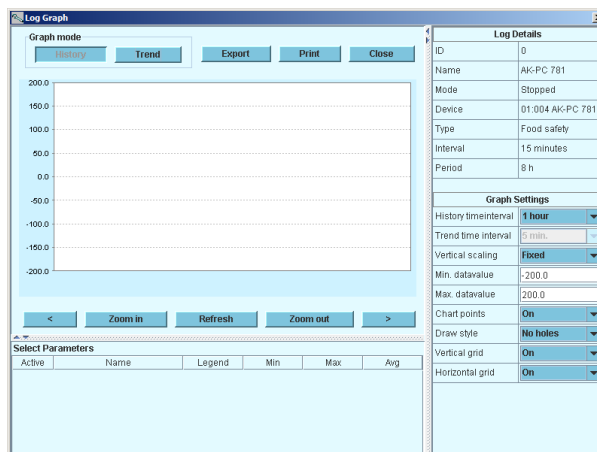 Log Graph
Graph mode
History Trend Export Print Close
200.0
150.0
100.0
50.0
0.0
-50.0
-100.0
-150.0
-200.0
< Zoom in Refresh Zoom out >
Select Parameters
Active Name Legend Min Max Avg
Log Details
ID 0
Name AK-PC 781
Mode Stopped
Device 01:004 AK-PC 781
Type Food safety
Interval 15 minutes
Period 8 h
Graph Settings
History timeinterval 1 hour
Trend time interval 5 min.
Vertical scaling Fixed
Min. datavalue -200.0
Max. datavalue 200.0
Chart points On
Draw style No holes
Vertical grid On
Horizontal grid On